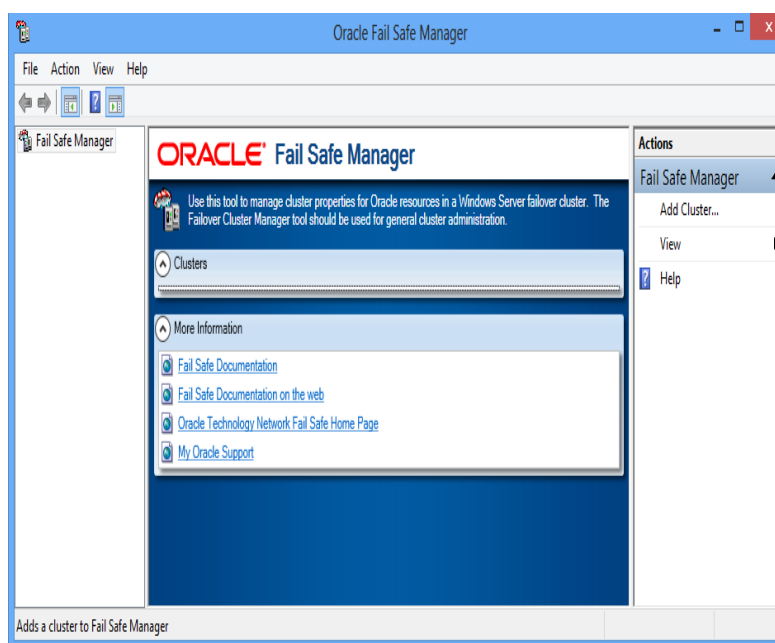 Oracle Fail Safe Manager
X
File Action View Help
?
Fail Safe Manager
ORACLE® Fail Safe Manager
Use this tool to manage cluster properties for Oracle resources in a Windows Server failover cluster. The
Failover Cluster Manager tool should be used for general cluster administration.
Clusters
More Information
Fail Safe Documentation
Fail Safe Documentation on the web
Oracle Technology Network Fail Safe Home Page
My Oracle Support
Actions
Fail Safe Manager
Add Cluster...
View
? Help
Adds a cluster to Fail Safe Manager